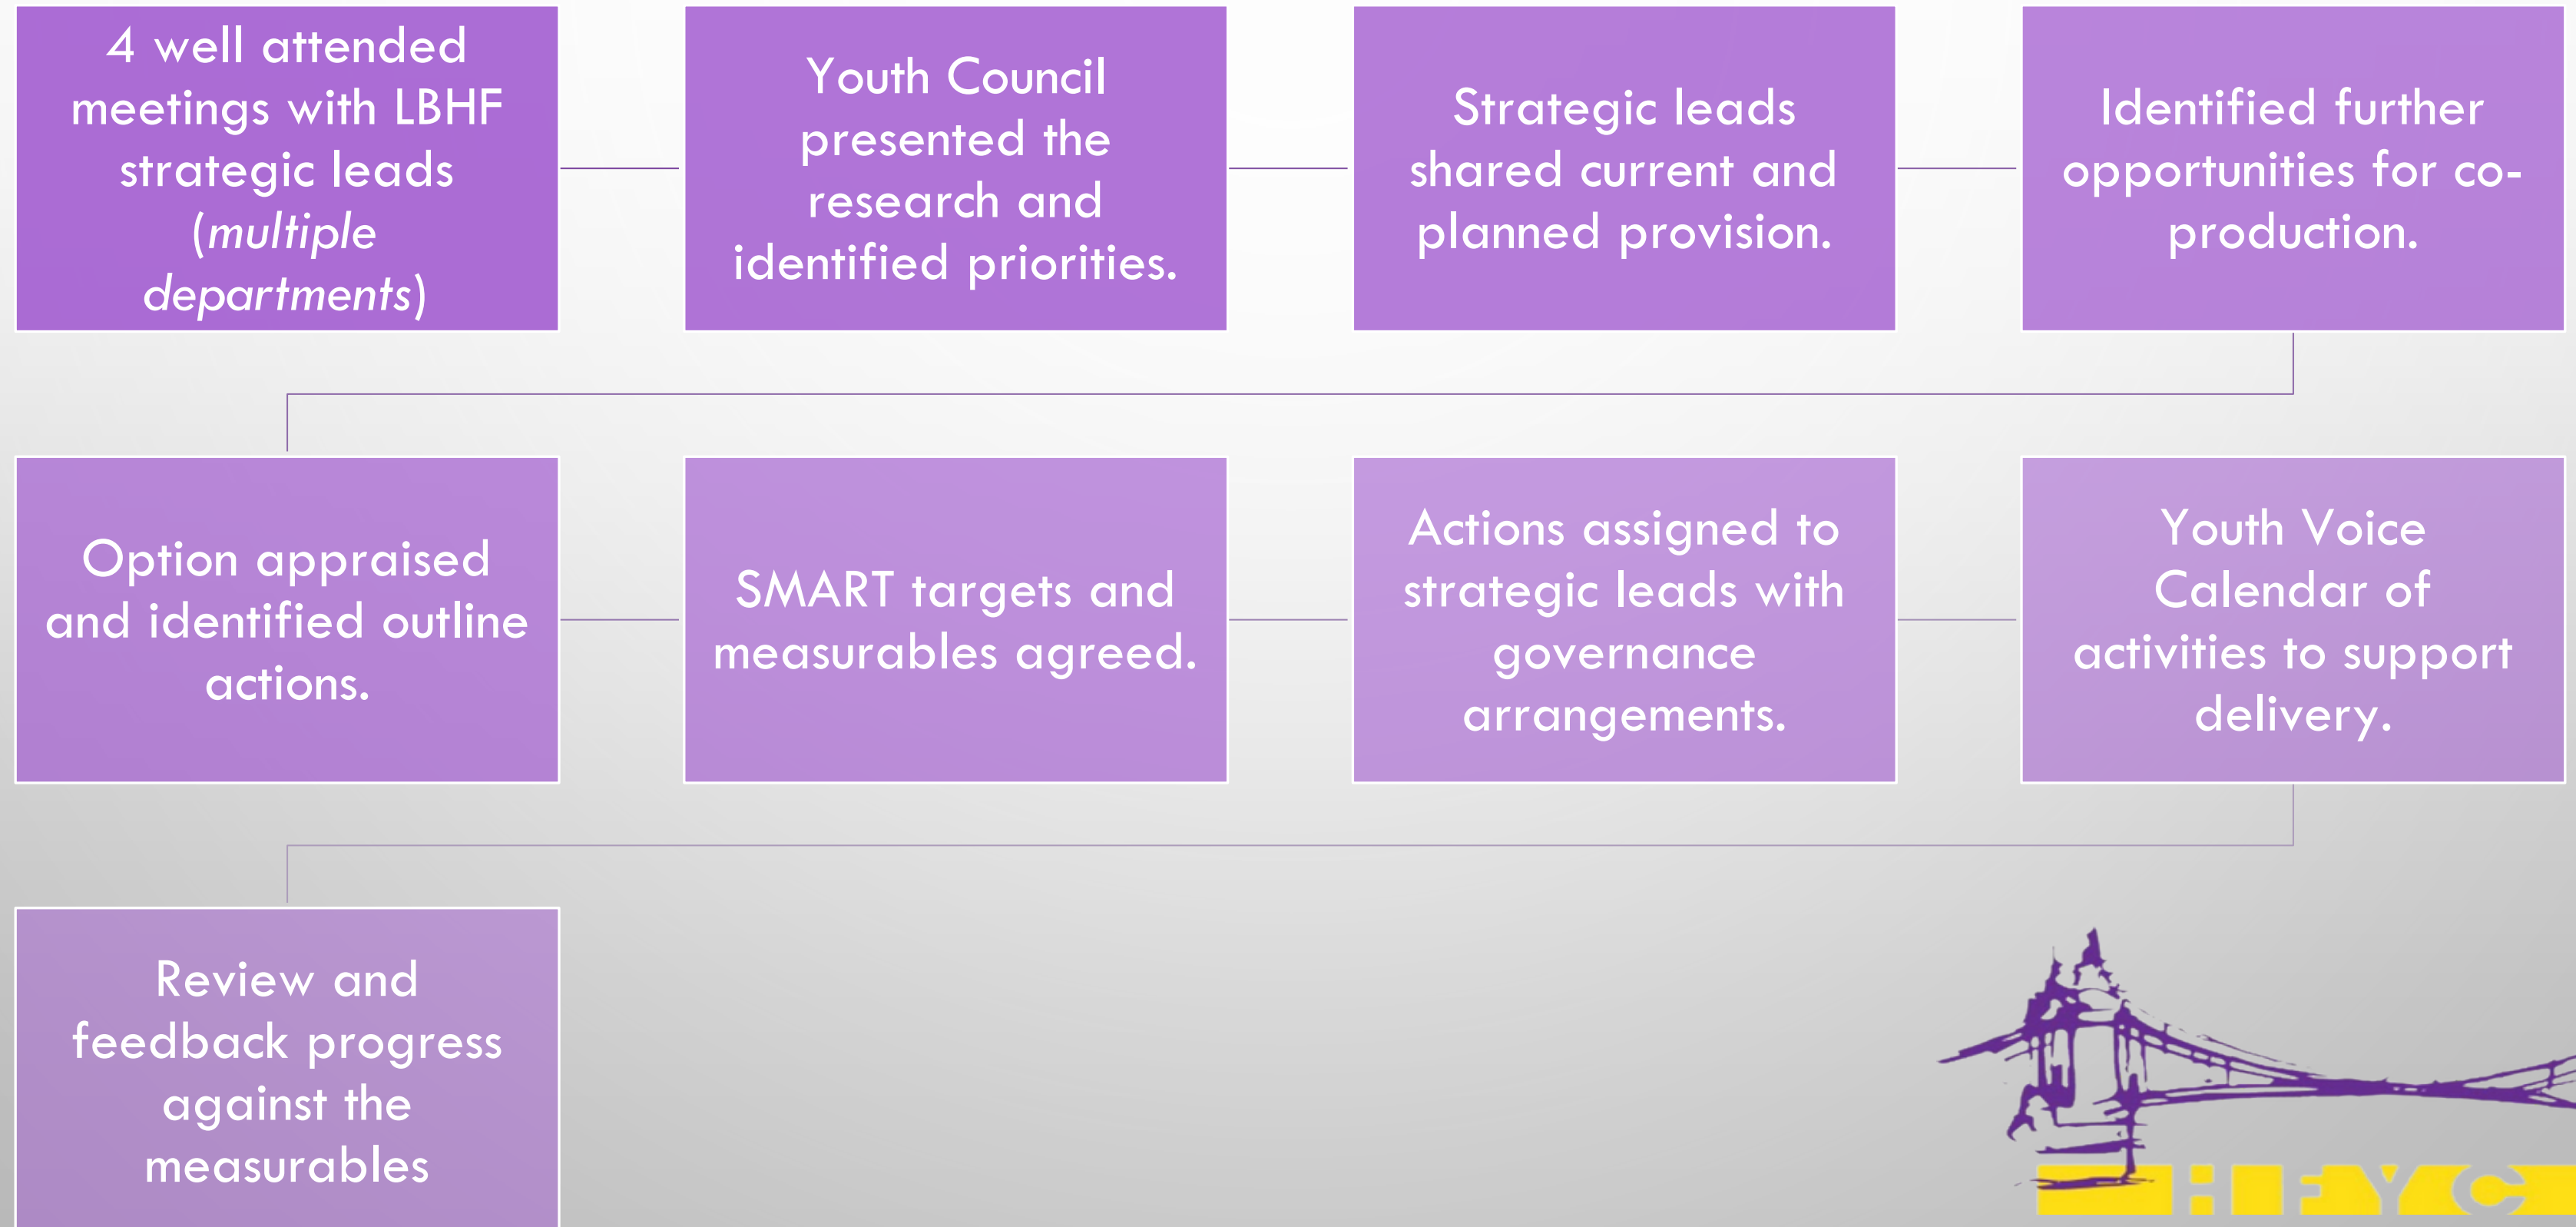 4 well attended
meetings with LBHF
strategic leads
(multiple
departments)
Youth Council
presented the
research and
identified priorities.
Strategic leads
shared current and
planned provision.
Identified further
opportunities for co-
production.
Option appraised
and identified outline
actions.
SMART targets and
measurables agreed.
Actions assigned to
strategic leads with
governance
arrangements.
Youth Voice
Calendar of
activities to support
delivery.
Review and
feedback progress
against the
measurables
HFYC